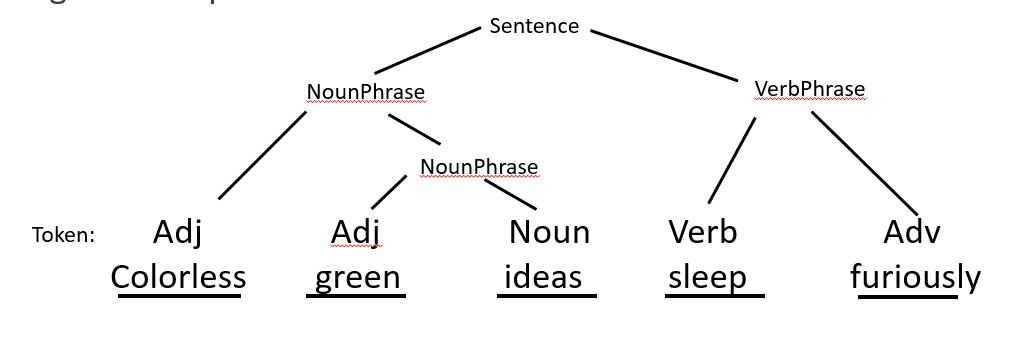 Sentence
NounPhrase VerbPhrase
NounPhrase
Token: Adj Adj Noun Verb Adv
Colorless green ideas sleep furiously